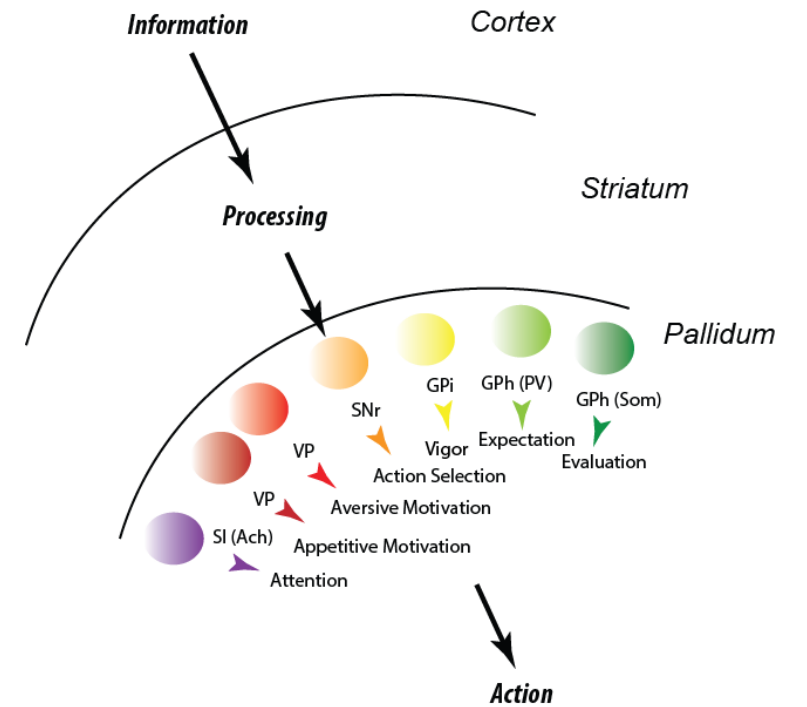 Information
Cortex
Striatum
Processing
Pallidum
GPi
GPh (PV)
GPh (Som)
SNr
Expectation
Vigor
VP
Evaluation
Action Selection
VP
Aversive Motivation
SI (Ach)
Appetitive Motivation
Attention
Action